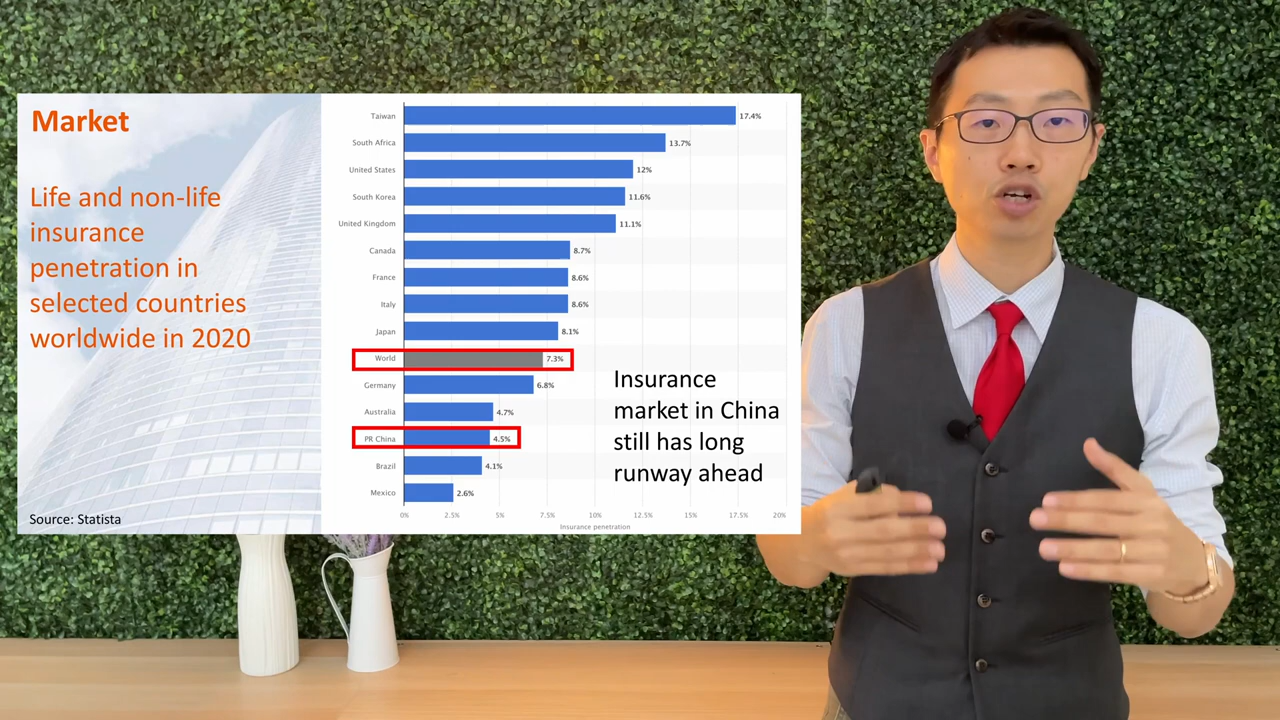 Market
Life and non-life
insurance
penetration in
selected countries
worldwide in 2020
Source: Statista
Taiwan 17.4%
South Africa 13.7%
United States 12%
South Korea 11.6%
United Kingdom 11.1%
Canada 8.7%
France 8.6%
Italy 8.6%
Japan 8.1%
World 7.3%
Germany 6.8%
Australia 4.7%
PR China 4.5%
Brazil 4.1%
Mexico 2.6%
0% 2.5% 5% 7.5% 10% 12.5% 15% 17.5% 20%
Insurance penetration
Insurance
market in China
still has long
runway ahead